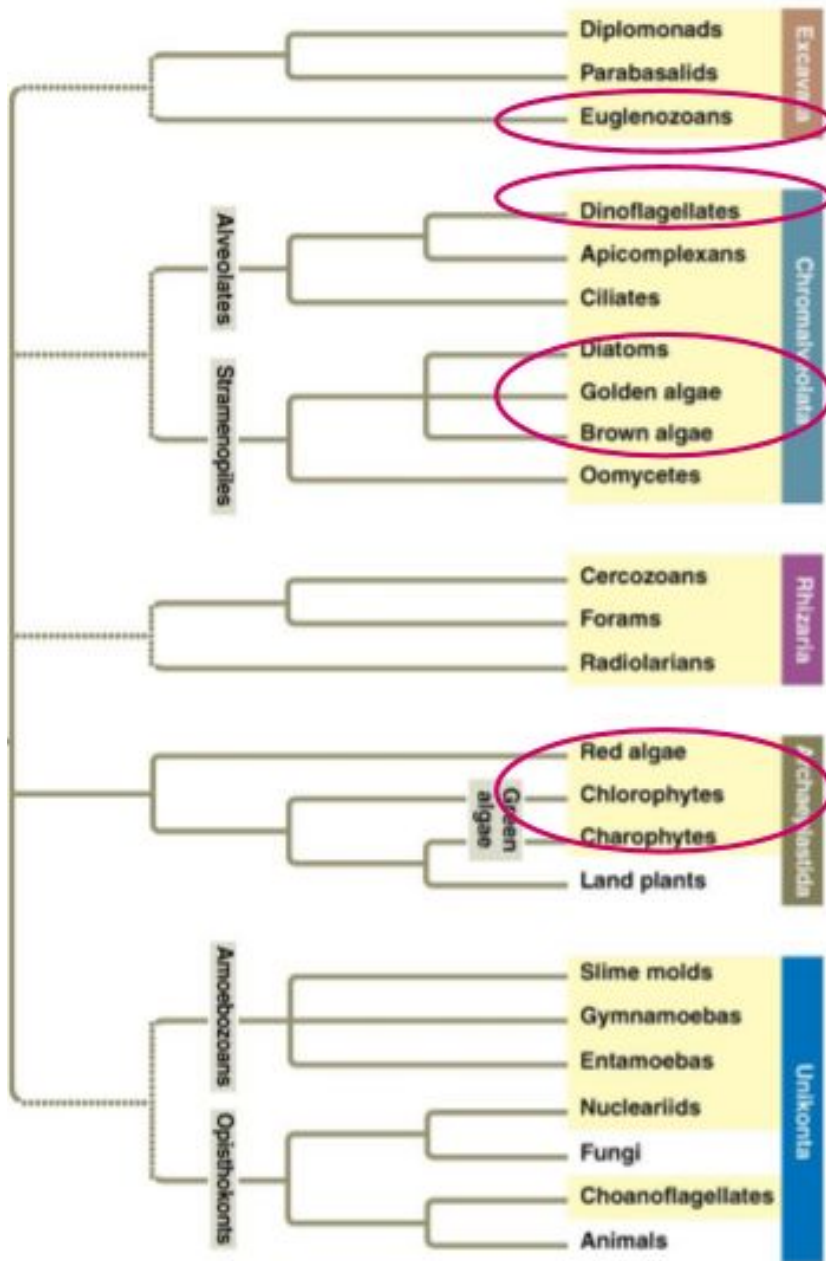 Diplomonads
Parabasalids
Euglenozoans
Excavata
Alveolates
Dinoflagellates
Apicomplexans
Ciliates
Stramenopiles
Diatoms
Golden algae
Brown algae
Oomycetes
Chromalveolata
Cercozoans
Forams
Radiolarians
Rhizaria
Red algae
Green
algae
Chlorophytes
Charophytes
Land plants
Archaeplastida
Amoebozoans
Slime molds
Gymnamoebas
Entamoebas
Opisthokonts
Nucleariids
Fungi
Choanoflagellates
Animals
Unikonta